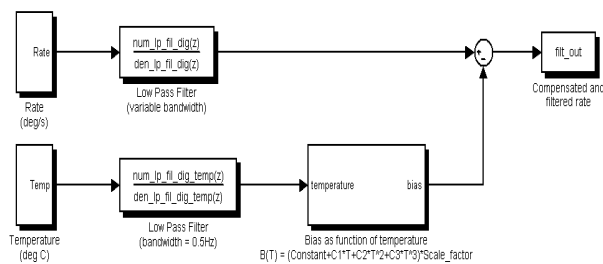 Rate
Rate
(deg/s)
num_lp_fil_dig(z)
den_lp_fil_dig(z)
Low Pass Filter
(variable bandwidth)
+
-
filt_out
Compensated and
filtered rate
Temp
Temperature
(deg C)
num_lp_fil_dig_temp(z)
den_lp_fil_dig_temp(z)
Low Pass Filter
(bandwidth = 0.5Hz)
temperature bias
Bias as function of temperature
B(T) = (Constant+C1*T+C2*T^2+C3*T^3)*Scale_factor